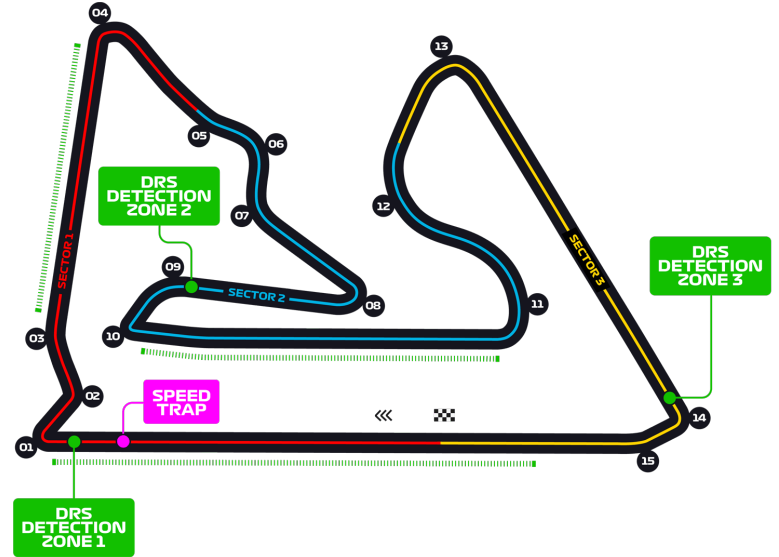 04
13
05
06
DRS
DETECTION
ZONE 2
07
12
SECTOR 1
SECTOR 3
DRS
DETECTION
ZONE 3
09
SECTOR 2
08
11
10
03
02
SPEED
TRAP
14
01
15
DRS
DETECTION
ZONE 1